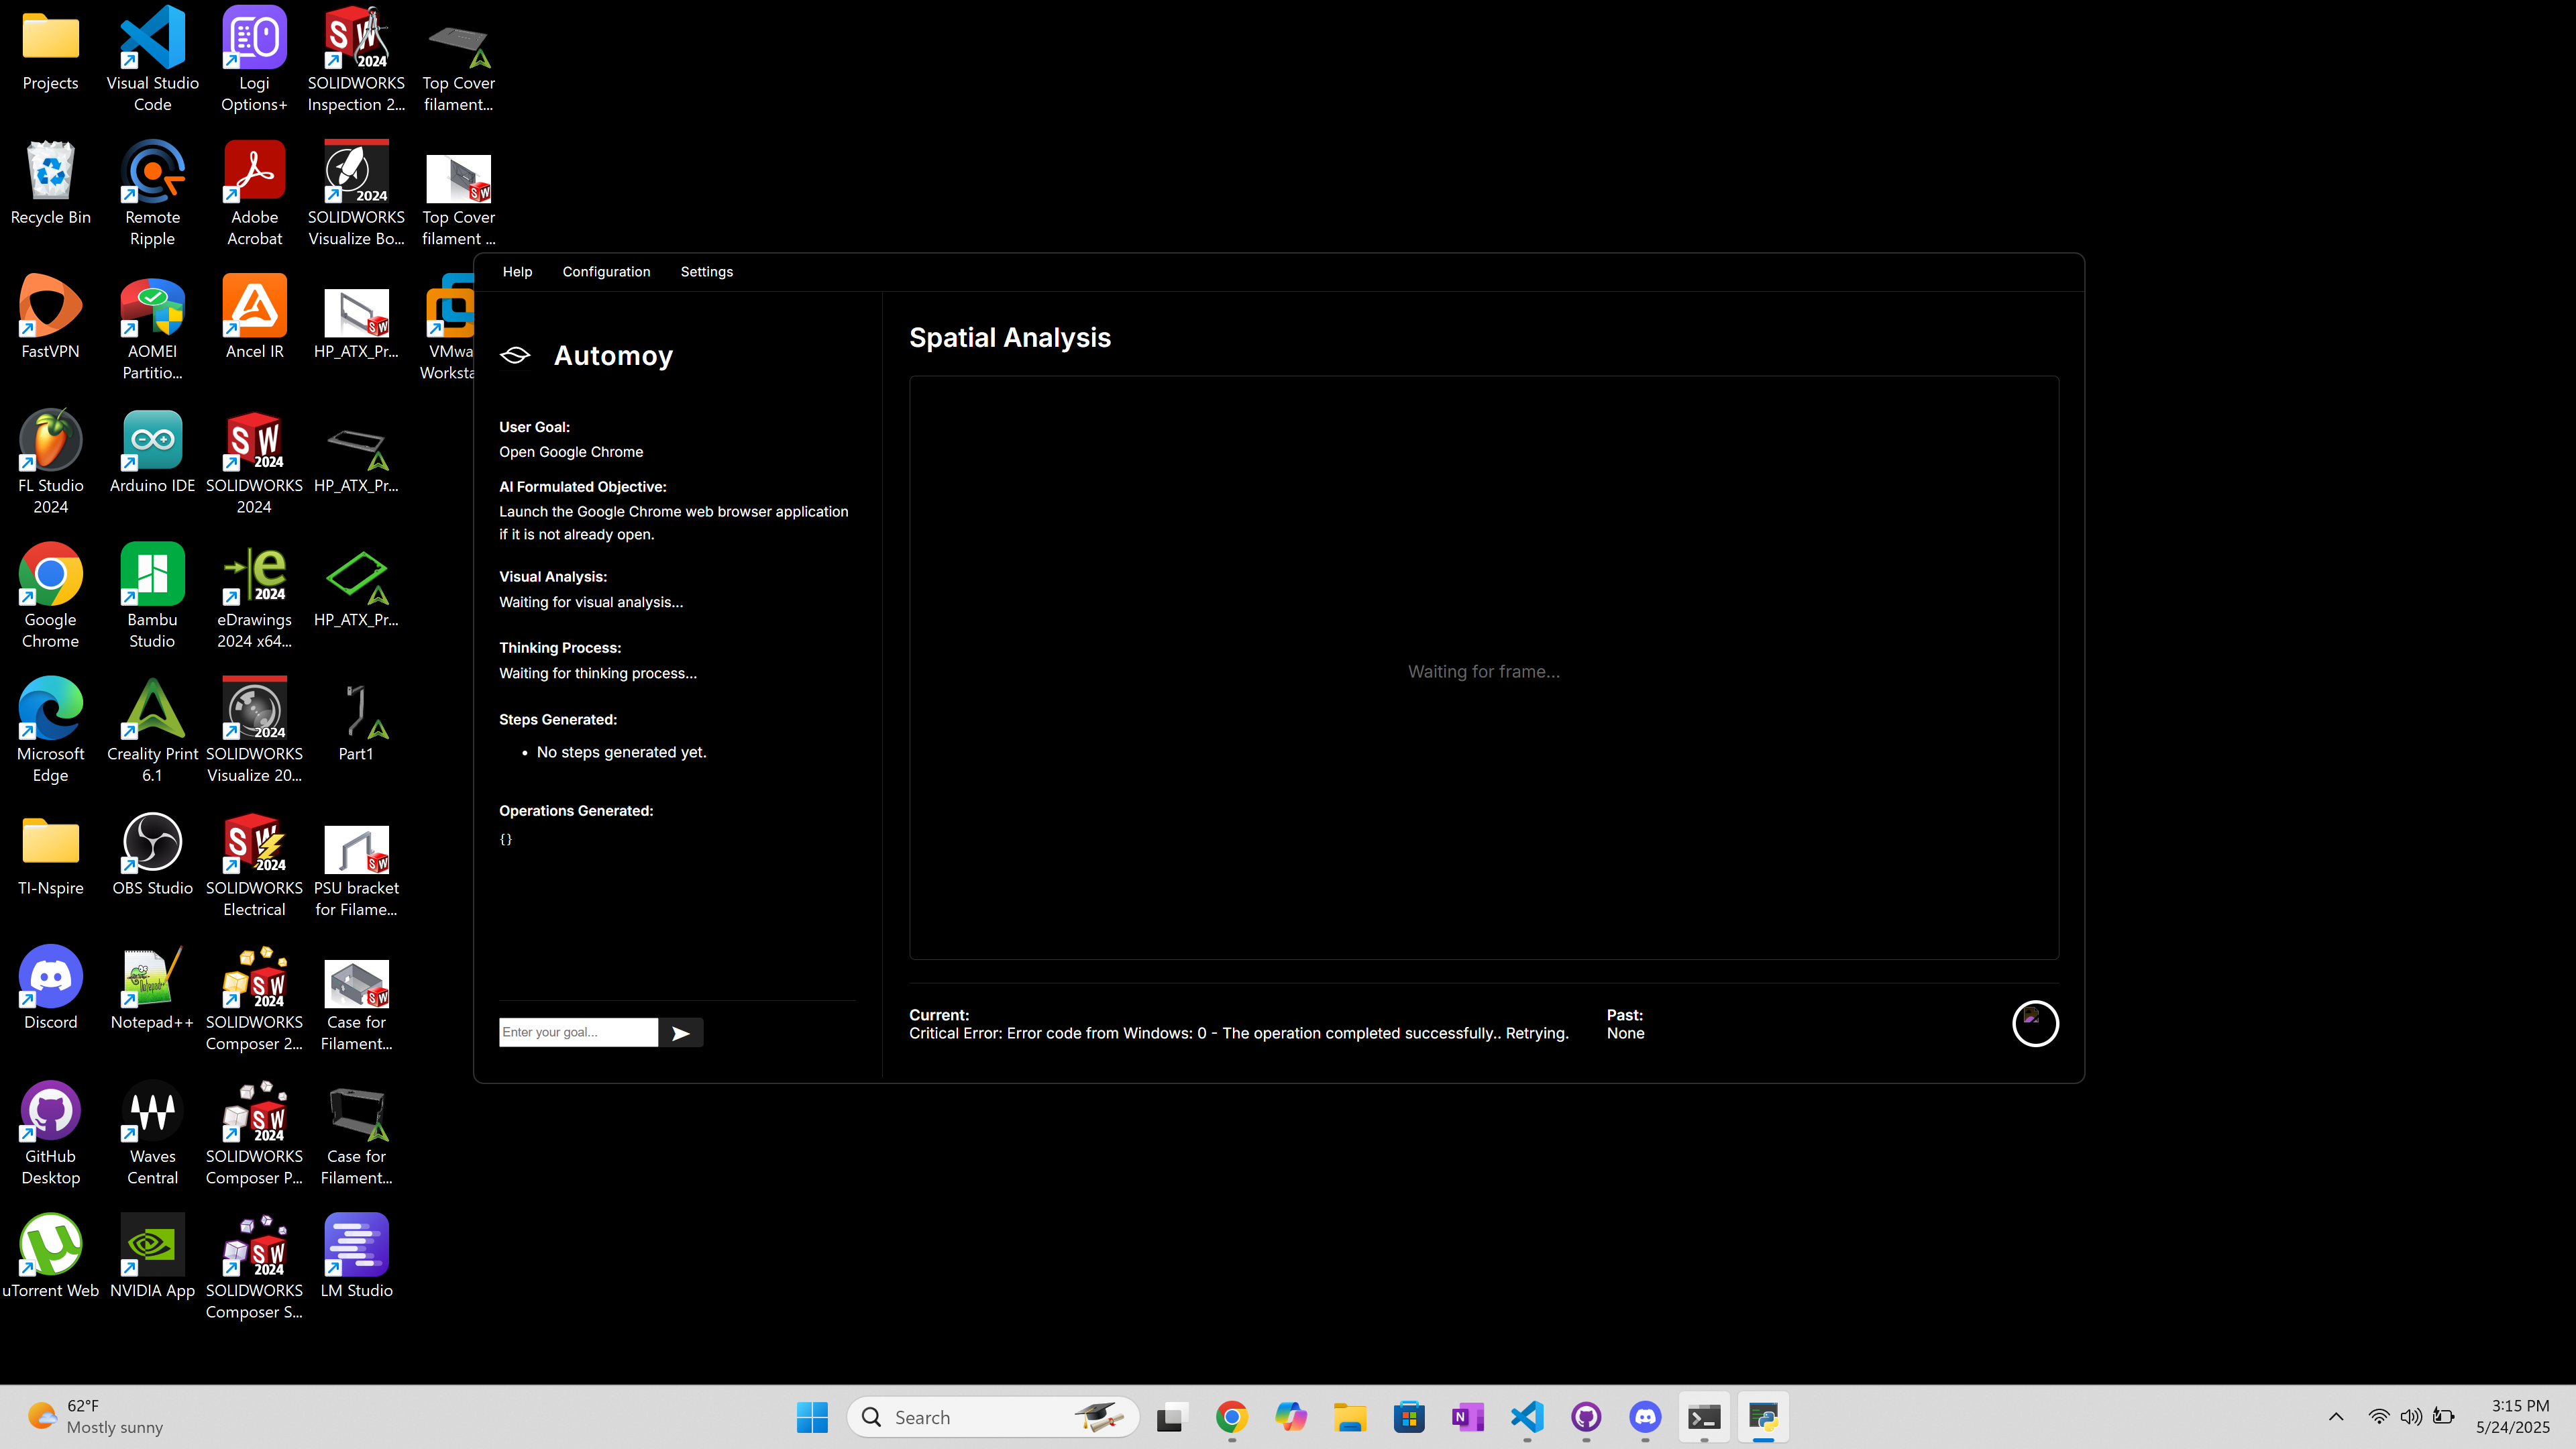 Projects
Visual Studio
Code
Logi
Options+
SOLIDWORKS
Inspection 2...
Top Cover
filament...
Recycle Bin
Remote
Ripple
Adobe
Acrobat
SOLIDWORKS
Visualize Bo...
Top Cover
filament ...
FastVPN
AOMEI
Partitio...
Ancel IR
HP_ATX_Pr...
VMwa
Worksta
FL Studio
2024
Arduino IDE
SOLIDWORKS
2024
HP_ATX_Pr...
Google
Chrome
Bambu
Studio
eDrawings
2024 x64...
HP_ATX_Pr...
Microsoft
Edge
Creality Print
6.1
SOLIDWORKS
Visualize 20...
Part1
TI-Nspire
OBS Studio
SOLIDWORKS
Electrical
PSU bracket
for Filame...
Discord
Notepad++
SOLIDWORKS
Composer 2...
Case for
Filament...
GitHub
Desktop
Waves
Central
SOLIDWORKS
Composer P...
Case for
Filament...
uTorrent Web
NVIDIA App
SOLIDWORKS
Composer S...
LM Studio
Help Configuration Settings
Automoy
User Goal:
Open Google Chrome
AI Formulated Objective:
Launch the Google Chrome web browser application
if it is not already open.
Visual Analysis:
Waiting for visual analysis...
Thinking Process:
Waiting for thinking process...
Steps Generated:
• No steps generated yet.
Operations Generated:
{}
Enter your goal...
Spatial Analysis
Waiting for frame...
Current:
Critical Error: Error code from Windows: 0 - The operation completed successfully.. Retrying.
Past:
None
62°F
Mostly sunny
Search
3:15 PM
5/24/2025